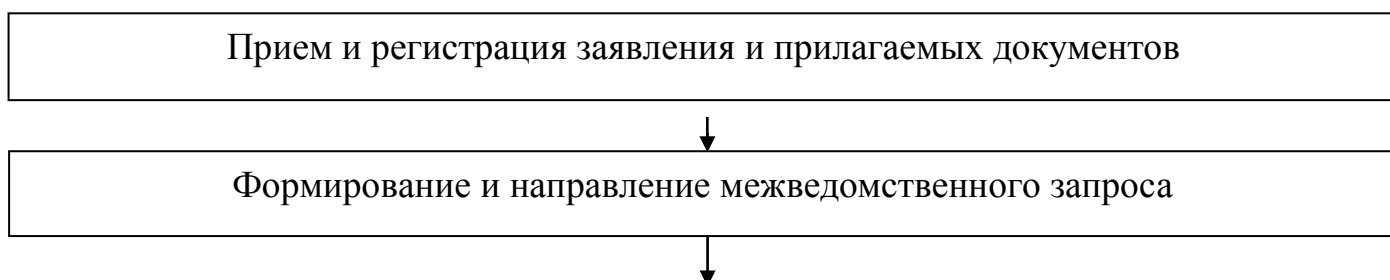 Прием и регистрация заявления и прилагаемых документов
Формирование и направление межведомственного запроса